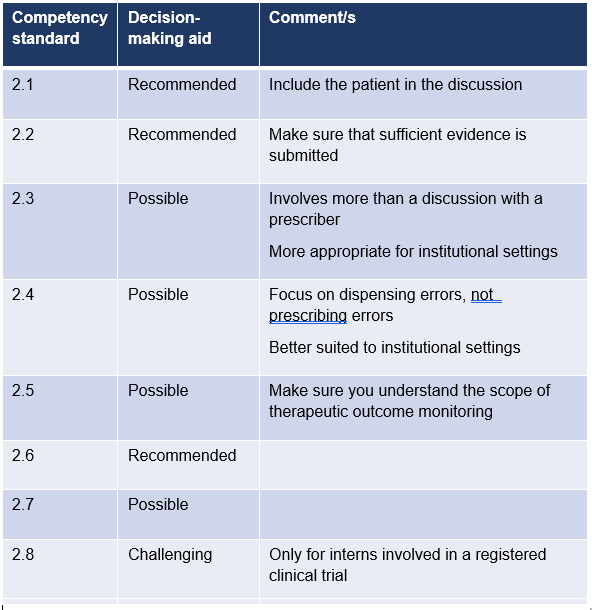 Competency standard
Decision-making aid
Comment/s
2.1
Recommended
Include the patient in the discussion
2.2
Recommended
Make sure that sufficient evidence is
submitted
2.3
Possible
Involves more than a discussion with a
prescriber
More appropriate for institutional settings
2.4
Possible
Focus on dispensing errors, not
prescribing errors
Better suited to institutional settings
2.5
Possible
Make sure you understand the scope of
therapeutic outcome monitoring
2.6
Recommended
2.7
Possible
2.8
Challenging
Only for interns involved in a registered
clinical trial